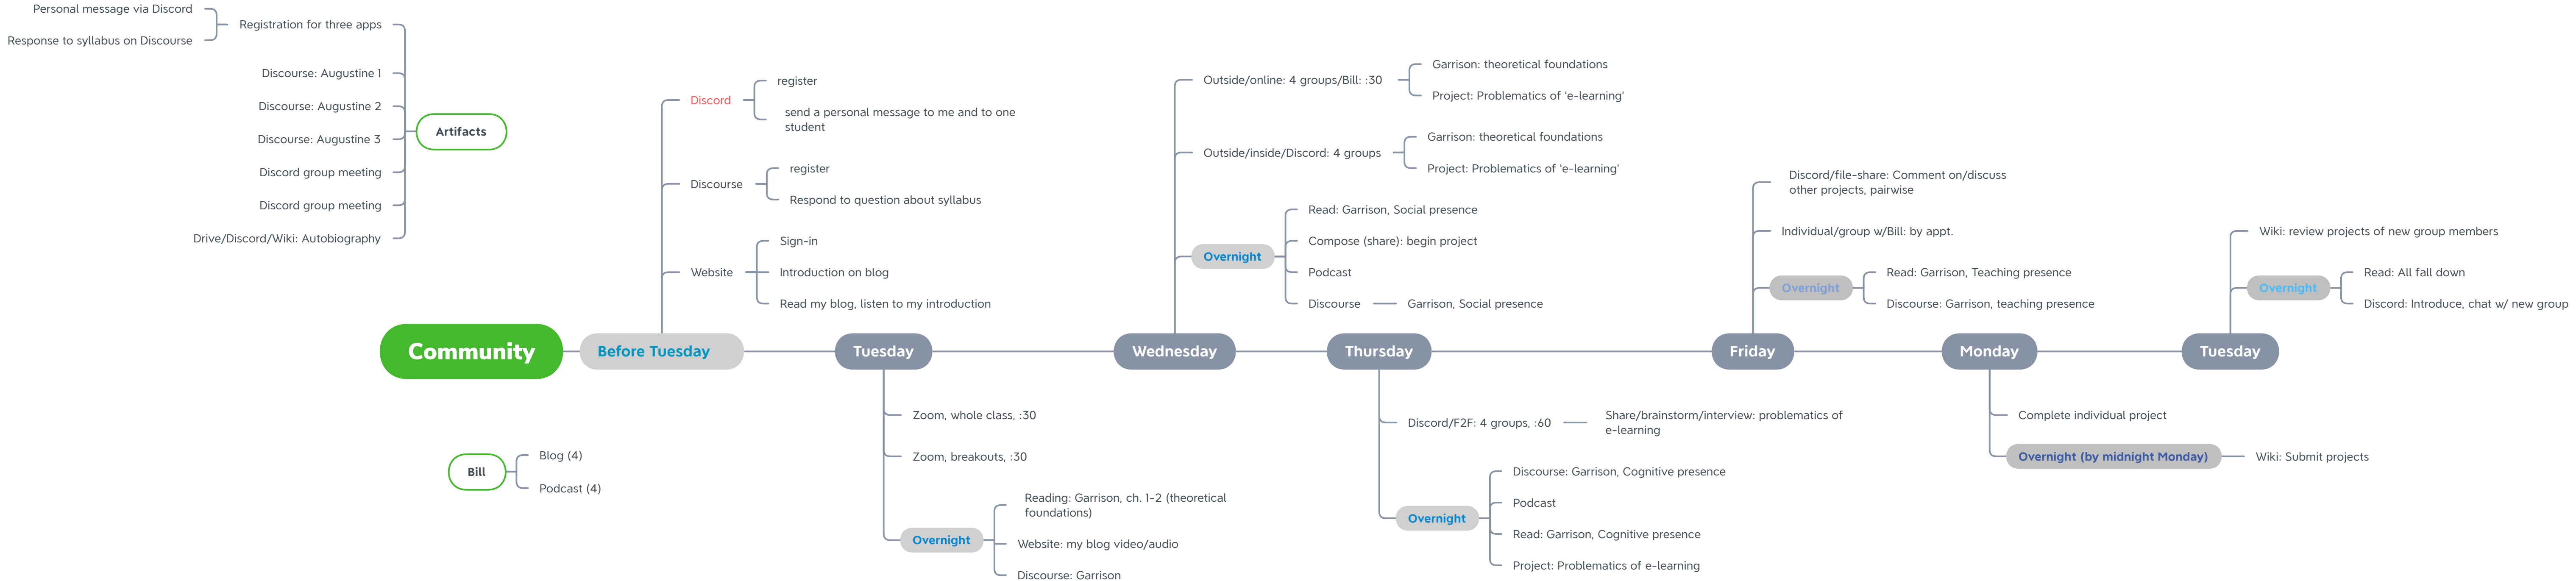 Personal message via Discord
Response to syllabus on Discourse
Registration for three apps
Discourse: Augustine 1
Discourse: Augustine 2
Discourse: Augustine 3
Discord group meeting
Discord group meeting
Drive/Discord/Wiki: Autobiography
Artifacts
Community
Bill
Blog (4)
Podcast (4)
Before Tuesday
Discord
register
send a personal message to me and to one
student
Discourse
register
Respond to question about syllabus
Website
Sign-in
Introduction on blog
Read my blog, listen to my introduction
Tuesday
Zoom, whole class, :30
Zoom, breakouts, :30
Overnight
Reading: Garrison, ch. 1-2 (theoretical
foundations)
Website: my blog video/audio
Discourse: Garrison
Wednesday
Outside/online: 4 groups/Bill: :30
Garrison: theoretical foundations
Project: Problematics of 'e-learning'
Outside/inside/Discord: 4 groups
Garrison: theoretical foundations
Project: Problematics of 'e-learning'
Overnight
Read: Garrison, Social presence
Compose (share): begin project
Podcast
Discourse
Garrison, Social presence
Thursday
Discord/F2F: 4 groups, :60
Share/brainstorm/interview: problematics of
e-learning
Overnight
Discourse: Garrison, Cognitive presence
Podcast
Read: Garrison, Cognitive presence
Project: Problematics of e-learning
Friday
Discord/file-share: Comment on/discuss
other projects, pairwise
Individual/group w/Bill: by appt.
Overnight
Read: Garrison, Teaching presence
Discourse: Garrison, teaching presence
Monday
Complete individual project
Overnight (by midnight Monday)
Wiki: Submit projects
Tuesday
Wiki: review projects of new group members
Overnight
Read: All fall down
Discord: Introduce, chat w/ new group